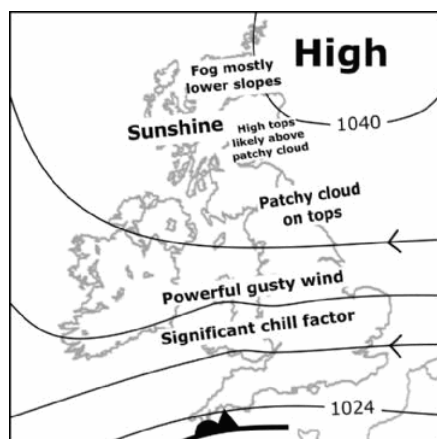 High
Fog mostly
lower slopes
1040
Sunshine
High tops
likely above
patchy cloud
Patchy cloud
on tops
Powerful gusty wind
Significant chill factor
1024